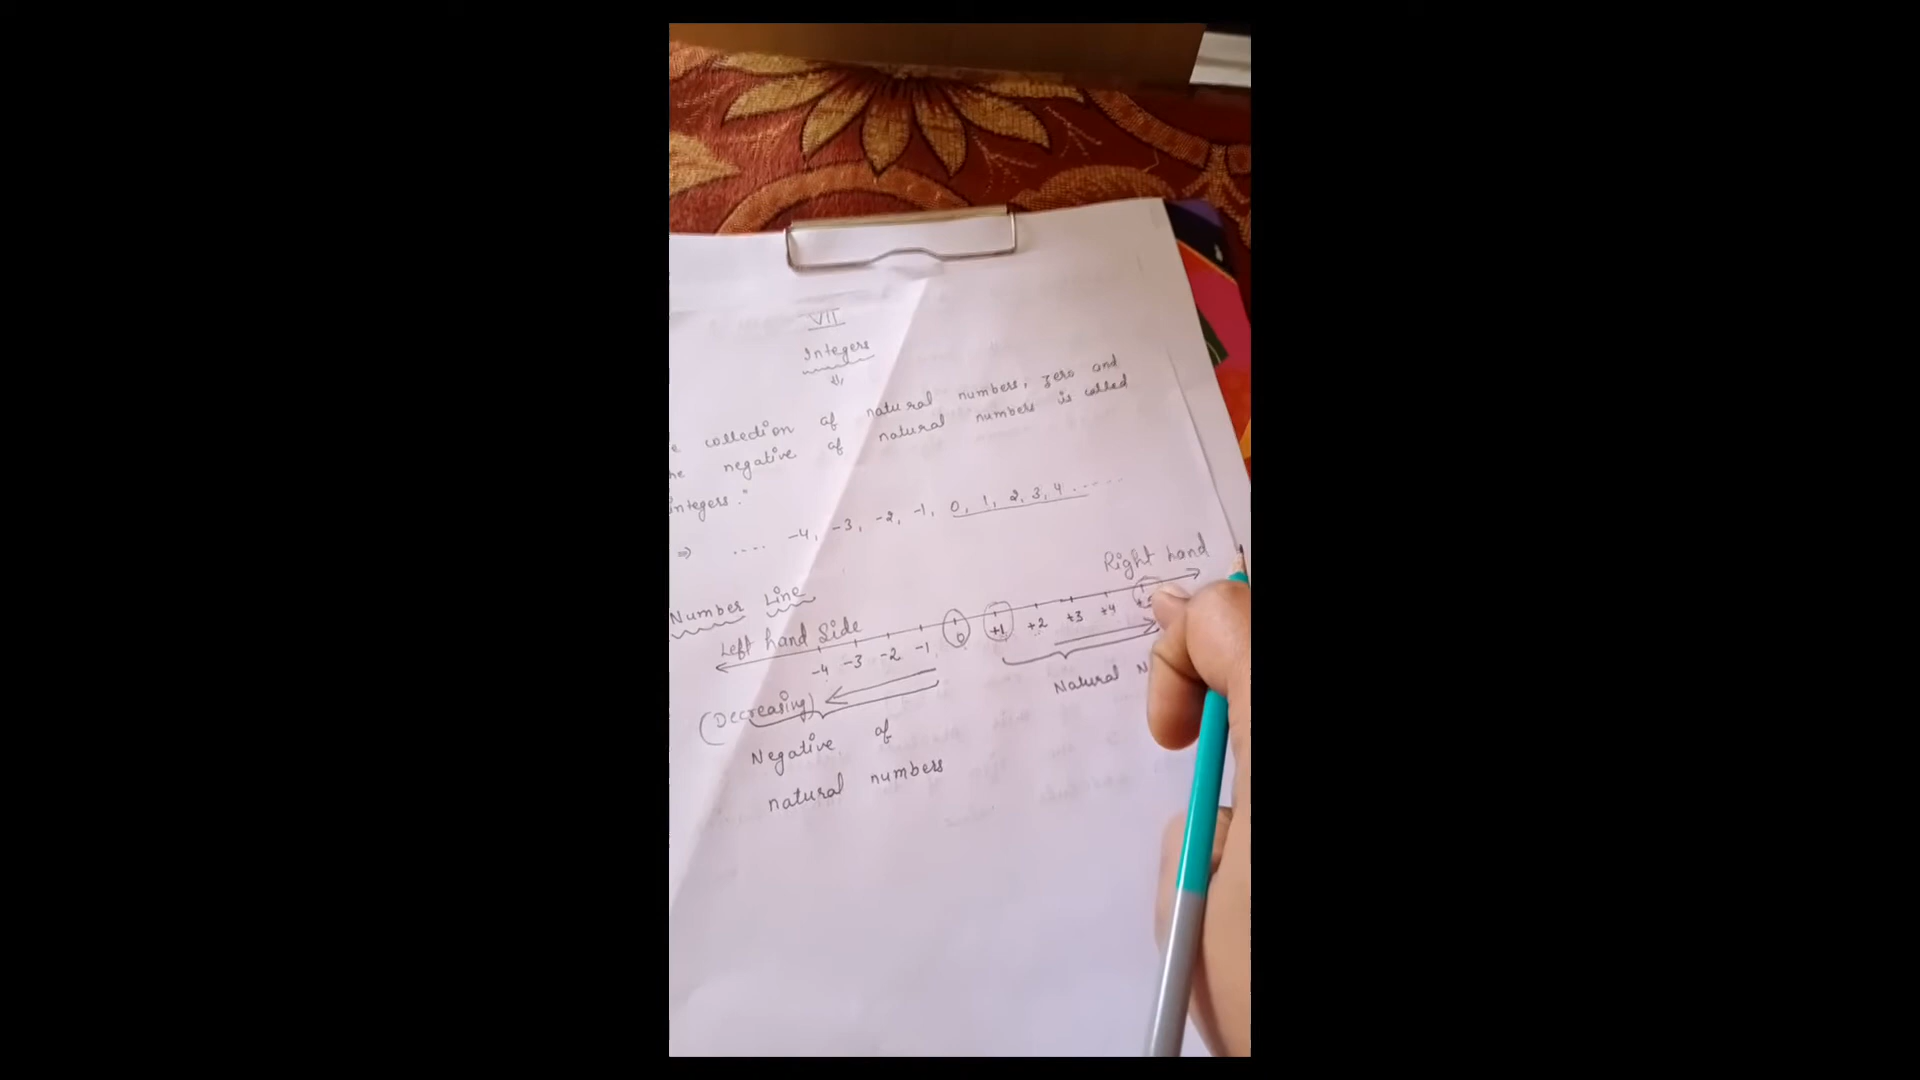 VII
Integers
collection of natural numbers, zero and
negative of natural numbers is called
integers."
⇒ .... -4, -3, -2, -1, 0, 1, 2, 3, 4 ......
Number Line
Left hand Side
Right hand
-4 -3 -2 -1 0 +1 +2 +3 +4
(Decreasing)
Natural
Negative of
natural numbers